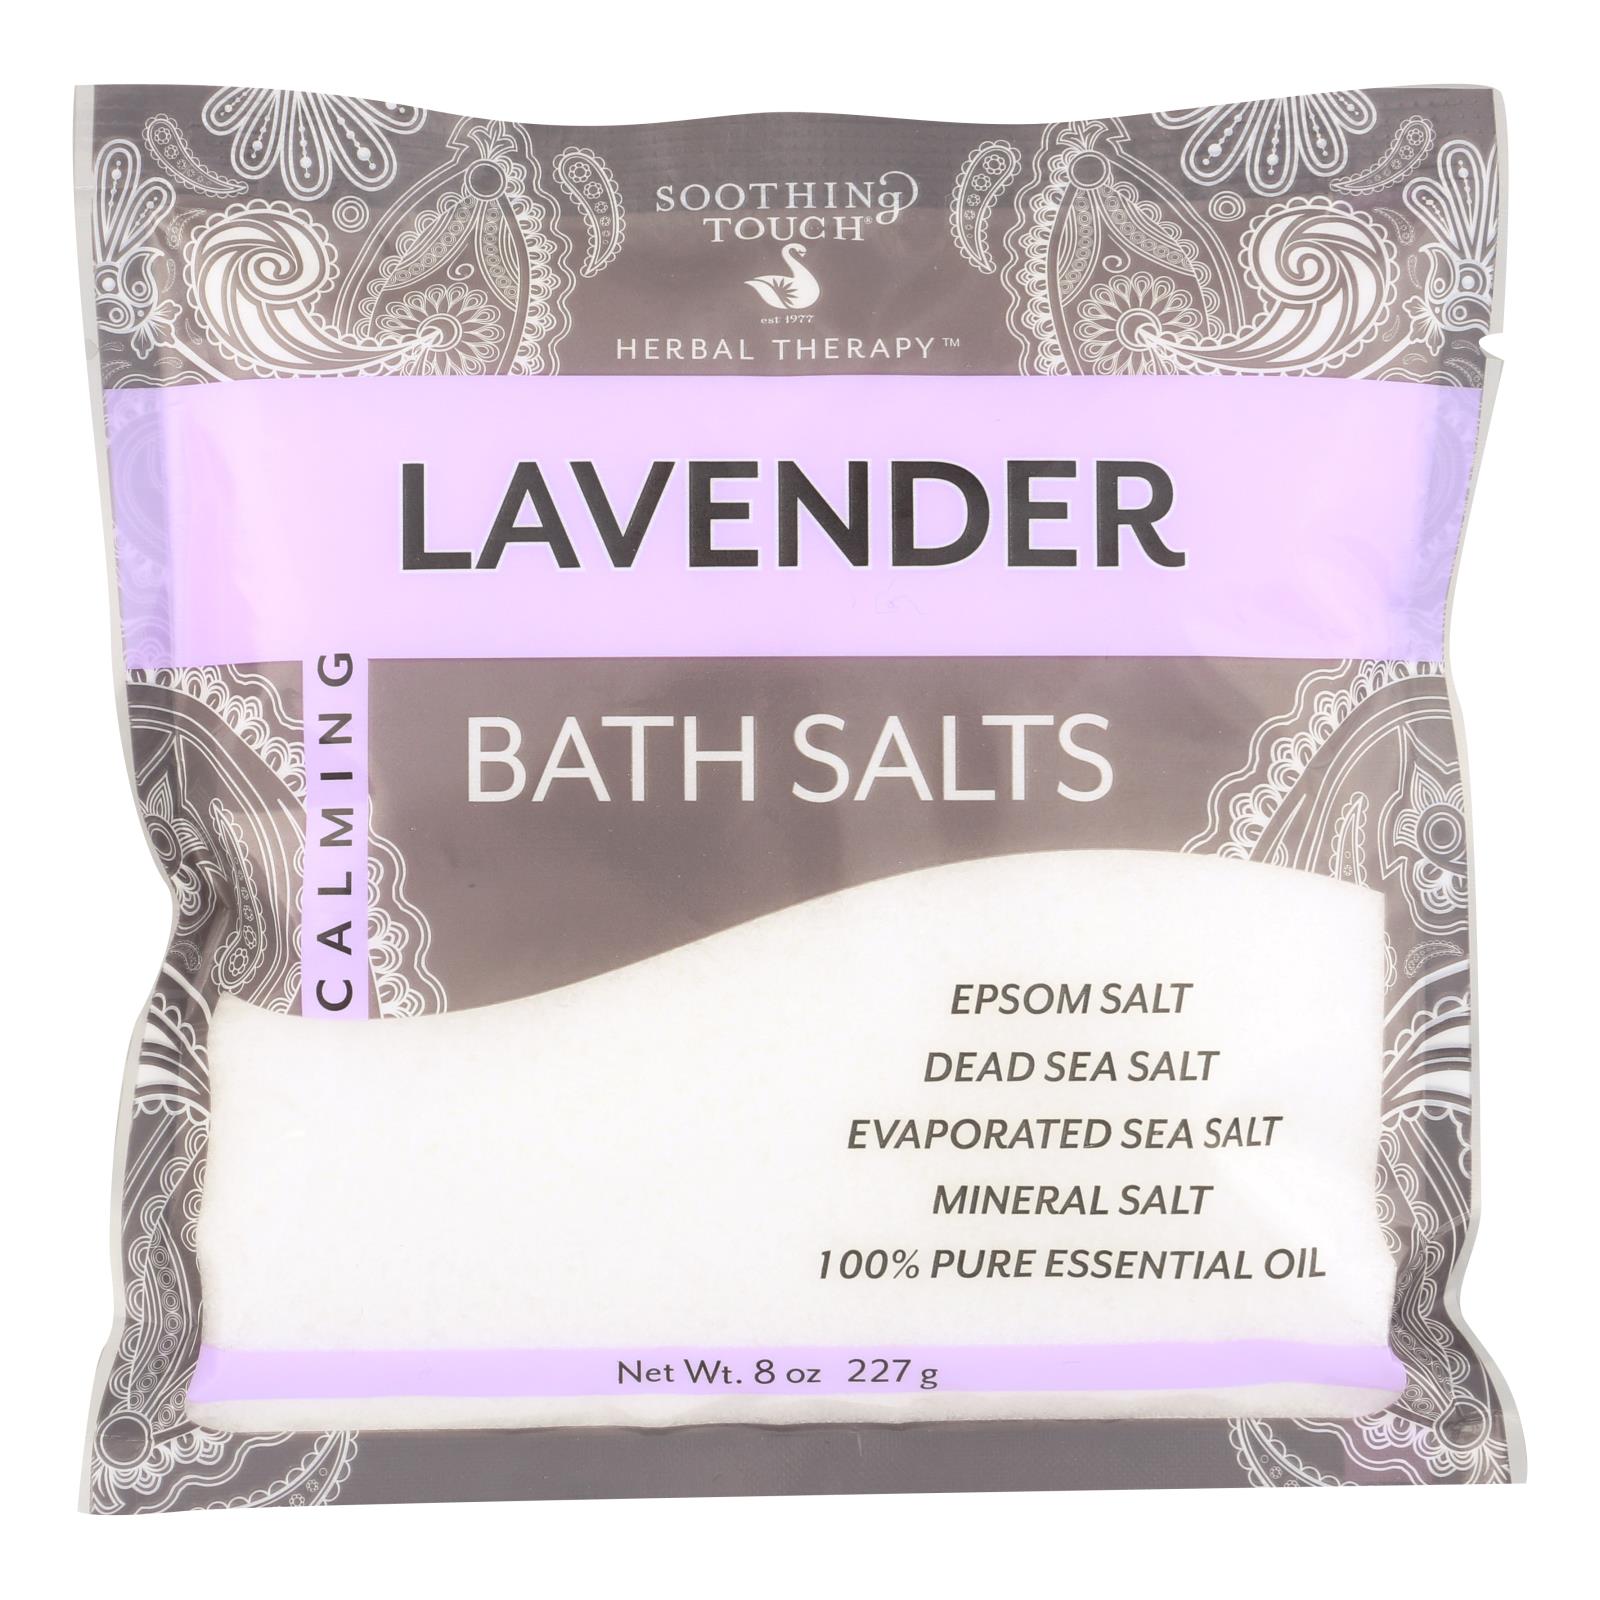 SOOTHING
TOUCH®
est 1977
HERBAL THERAPY™
LAVENDER
CALMING
BATH SALTS
EPSOM SALT
DEAD SEA SALT
EVAPORATED SEA SALT
MINERAL SALT
100% PURE ESSENTIAL OIL
Net Wt. 8 oz 227 g